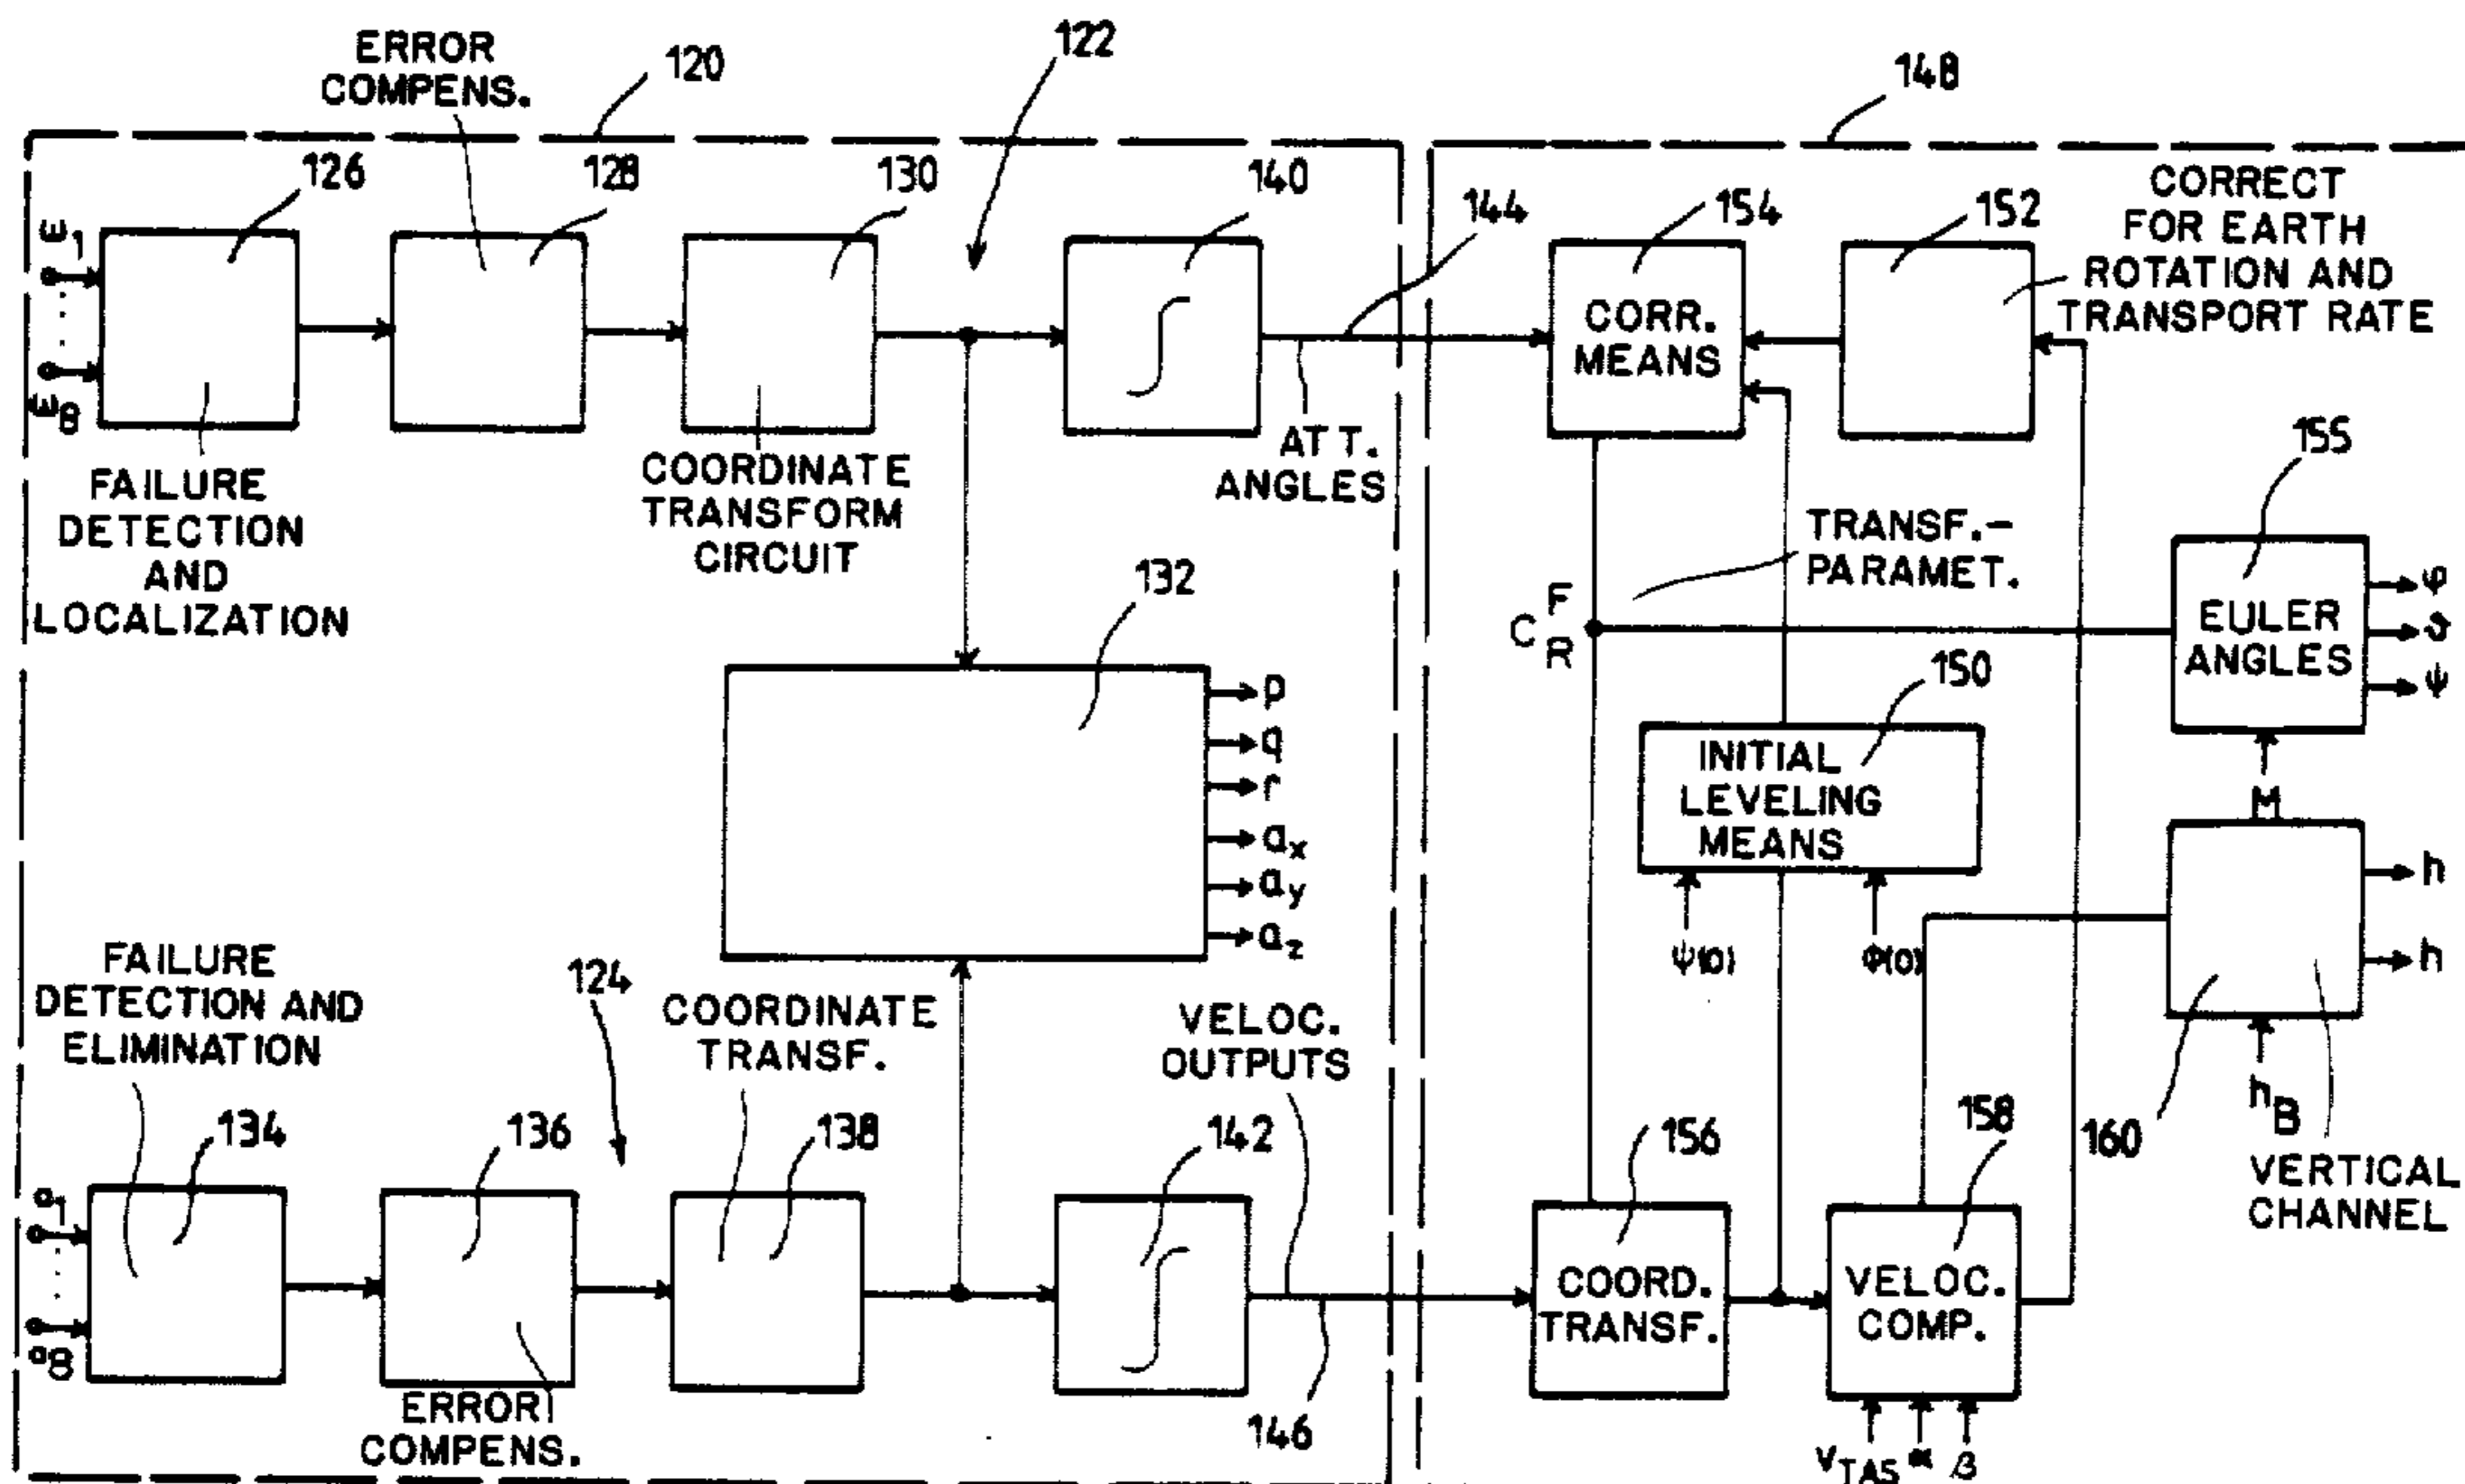 ERROR
COMPENS.
120
122
148
126
128
130
140
144
154
152
CORRECT
FOR EARTH
ROTATION AND
TRANSPORT RATE
ω1
ω8
CORR.
MEANS
ATT.
ANGLES
FAILURE
DETECTION
AND
LOCALIZATION
COORDINATE
TRANSFORM
CIRCUIT
155
TRANSF.-
PARAMET.
C F R
EULER
ANGLES
φ
ϑ
ψ
132
p
q
r
ax
ay
az
150
INITIAL
LEVELING
MEANS
ψ(0)
Φ(0)
M
h
h
hB
160
VERTICAL
CHANNEL
FAILURE
DETECTION AND
ELIMINATION
124
COORDINATE
TRANSF.
VELOC.
OUTPUTS
134
136
138
142
156
158
a1
a8
COORD.
TRANSF.
VELOC.
COMP.
ERROR
COMPENS.
146
VTAS α β